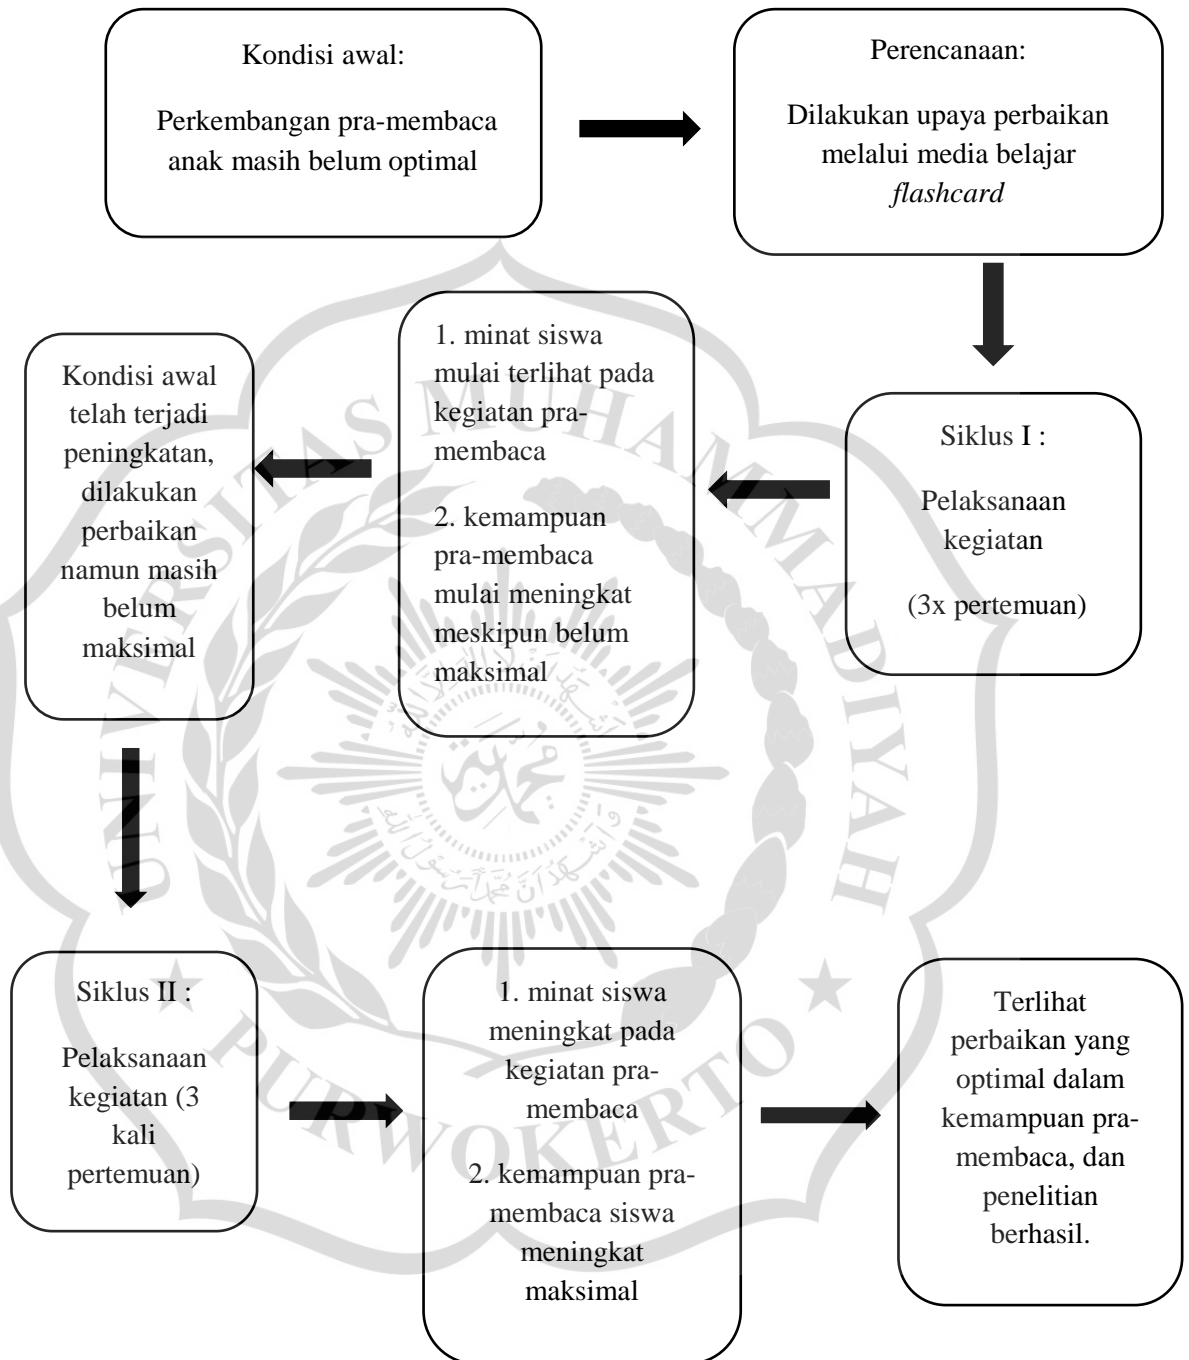 Kondisi awal:
Perkembangan pra-membaca
anak masih belum optimal
Perencanaan:
Dilakukan upaya perbaikan
melalui media belajar
flashcard
Siklus I :
Pelaksanaan
kegiatan
(3x pertemuan)
1. minat siswa
mulai terlihat pada
kegiatan pra-
membaca
2. kemampuan
pra-membaca
mulai meningkat
meskipun belum
maksimal
Kondisi awal
telah terjadi
peningkatan,
dilakukan
perbaikan
namun masih
belum
maksimal
Siklus II :
Pelaksanaan
kegiatan (3
kali
pertemuan)
1. minat siswa
meningkat pada
kegiatan pra-
membaca
2. kemampuan pra-
membaca siswa
meningkat
maksimal
Terlihat
perbaikan yang
optimal dalam
kemampuan pra-
membaca, dan
penelitian
berhasil.
UNIVERSITAS MUHAMMADIYAH
PURWOKERTO